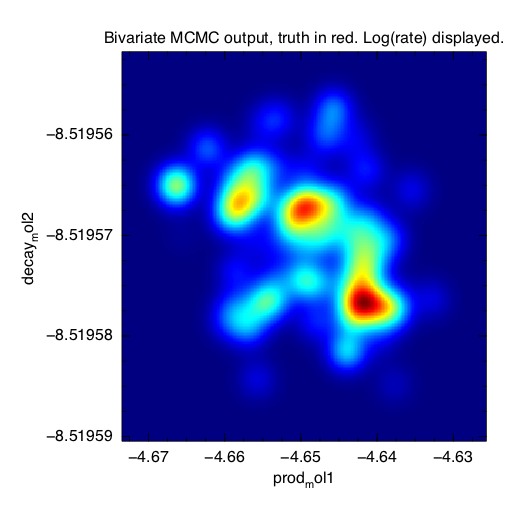 Bivariate MCMC output, truth in red. Log(rate) displayed.
−8.51956
−8.51957
−8.51958
−8.51959
decay_mol2
−4.67 −4.66 −4.65 −4.64 −4.63
prod_mol1